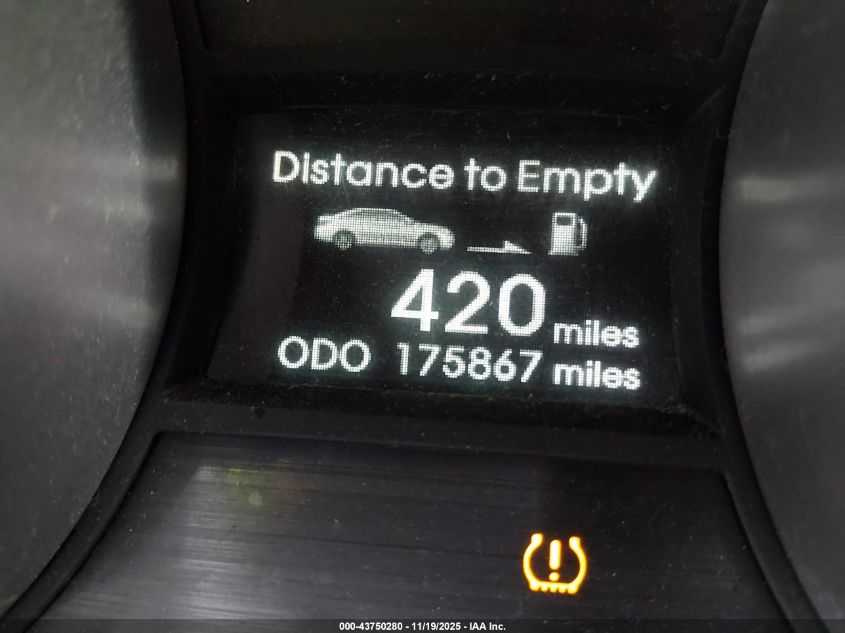 Distance to Empty
420 miles
ODO 175867 miles
000-43750280 - 11/19/2025 - IAA Inc.